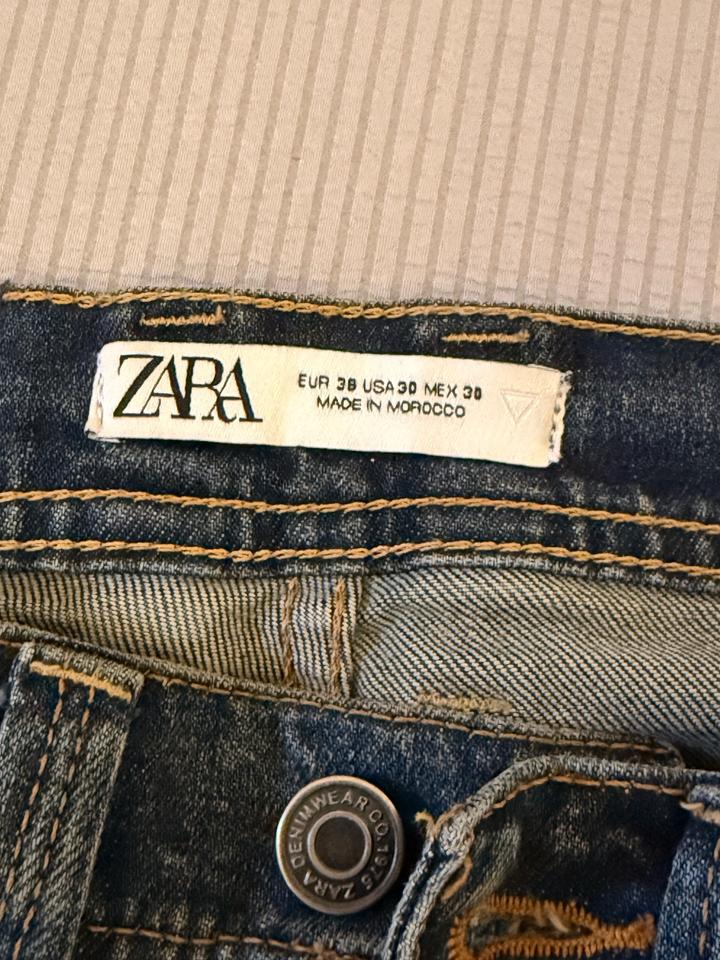 ZARA
EUR 38 USA 30 MEX 30
MADE IN MOROCCO
ZARA DENIMWEAR CO. 1975